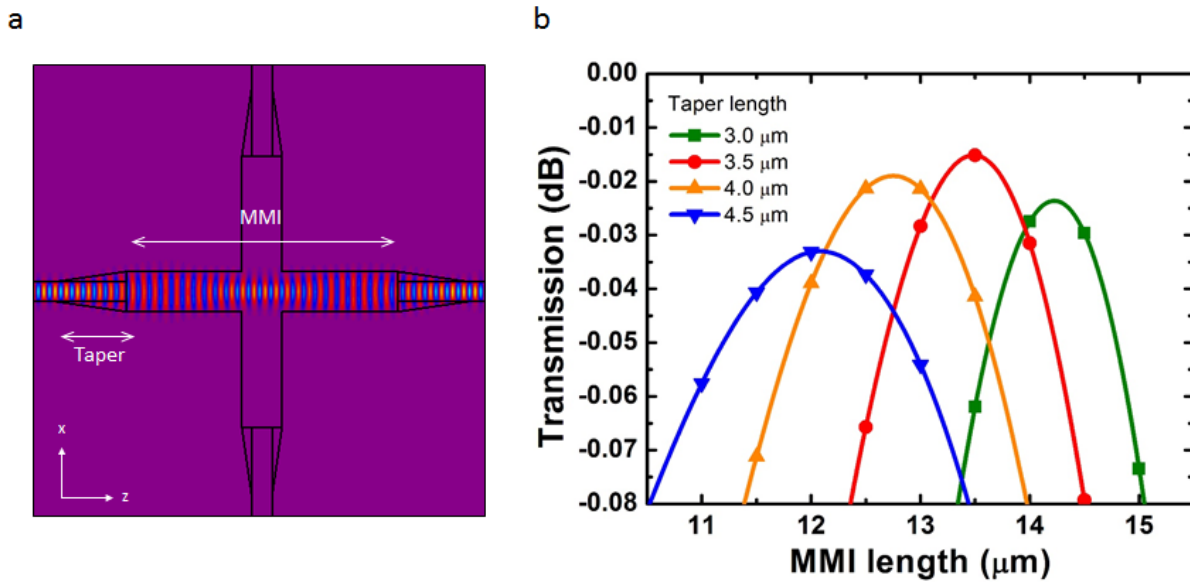 a
MMI
Taper
x
z
b
Transmission (dB)
0.00
-0.01
-0.02
-0.03
-0.04
-0.05
-0.06
-0.07
-0.08
Taper length
3.0 μm
3.5 μm
4.0 μm
4.5 μm
11 12 13 14 15
MMI length (μm)